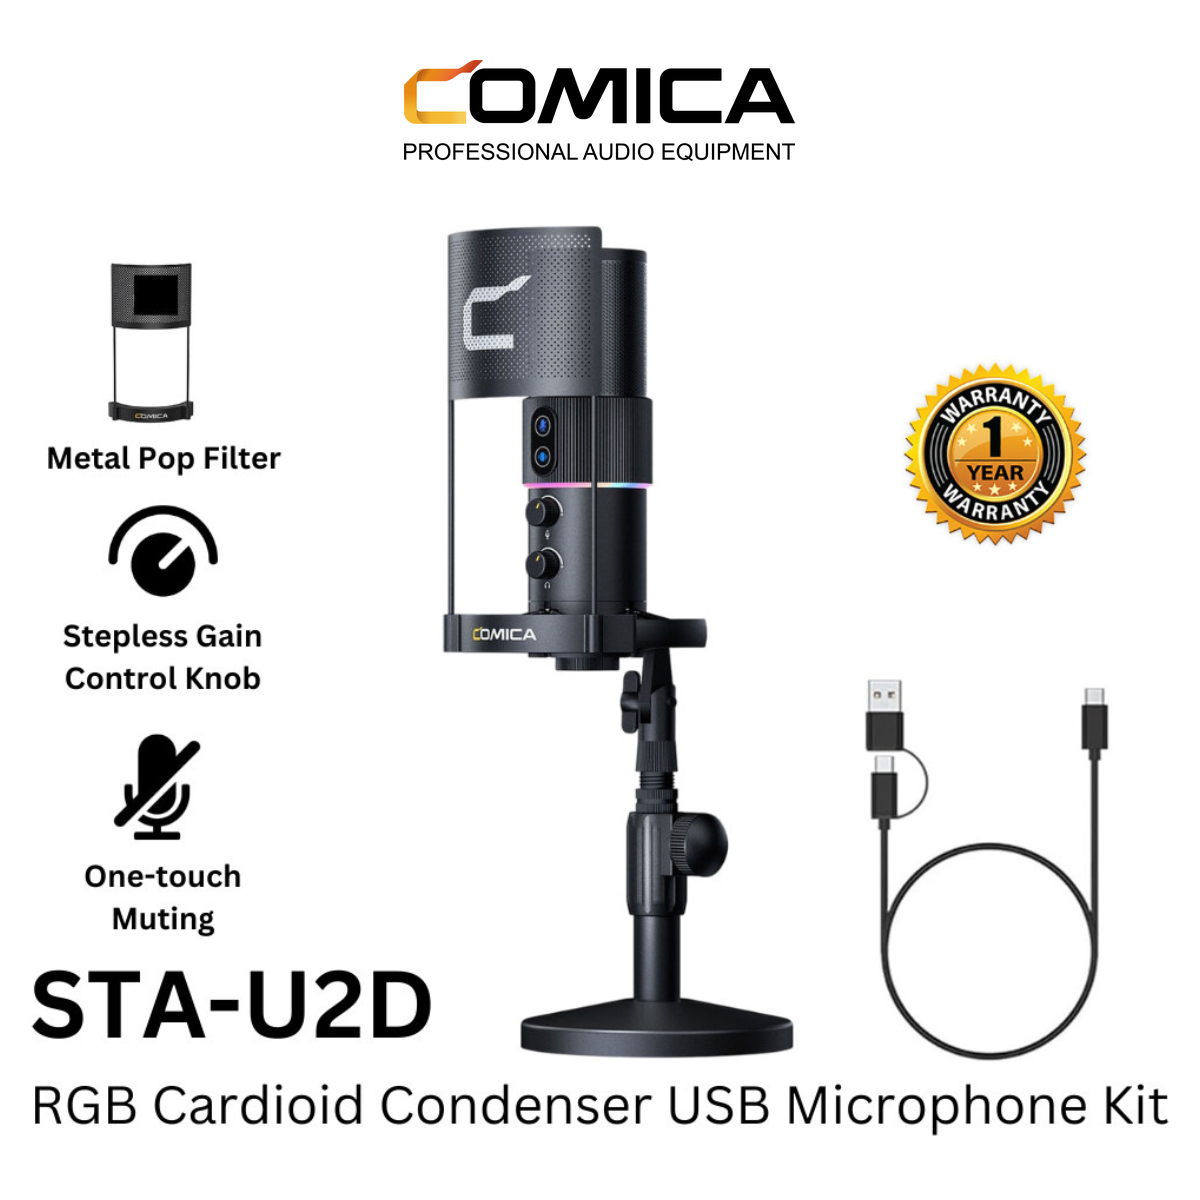 COMICA
PROFESSIONAL AUDIO EQUIPMENT
COMICA
Metal Pop Filter
Stepless Gain
Control Knob
One-touch
Muting
COMICA
WARRANTY
1
YEAR
WARRANTY
STA-U2D
RGB Cardioid Condenser USB Microphone Kit